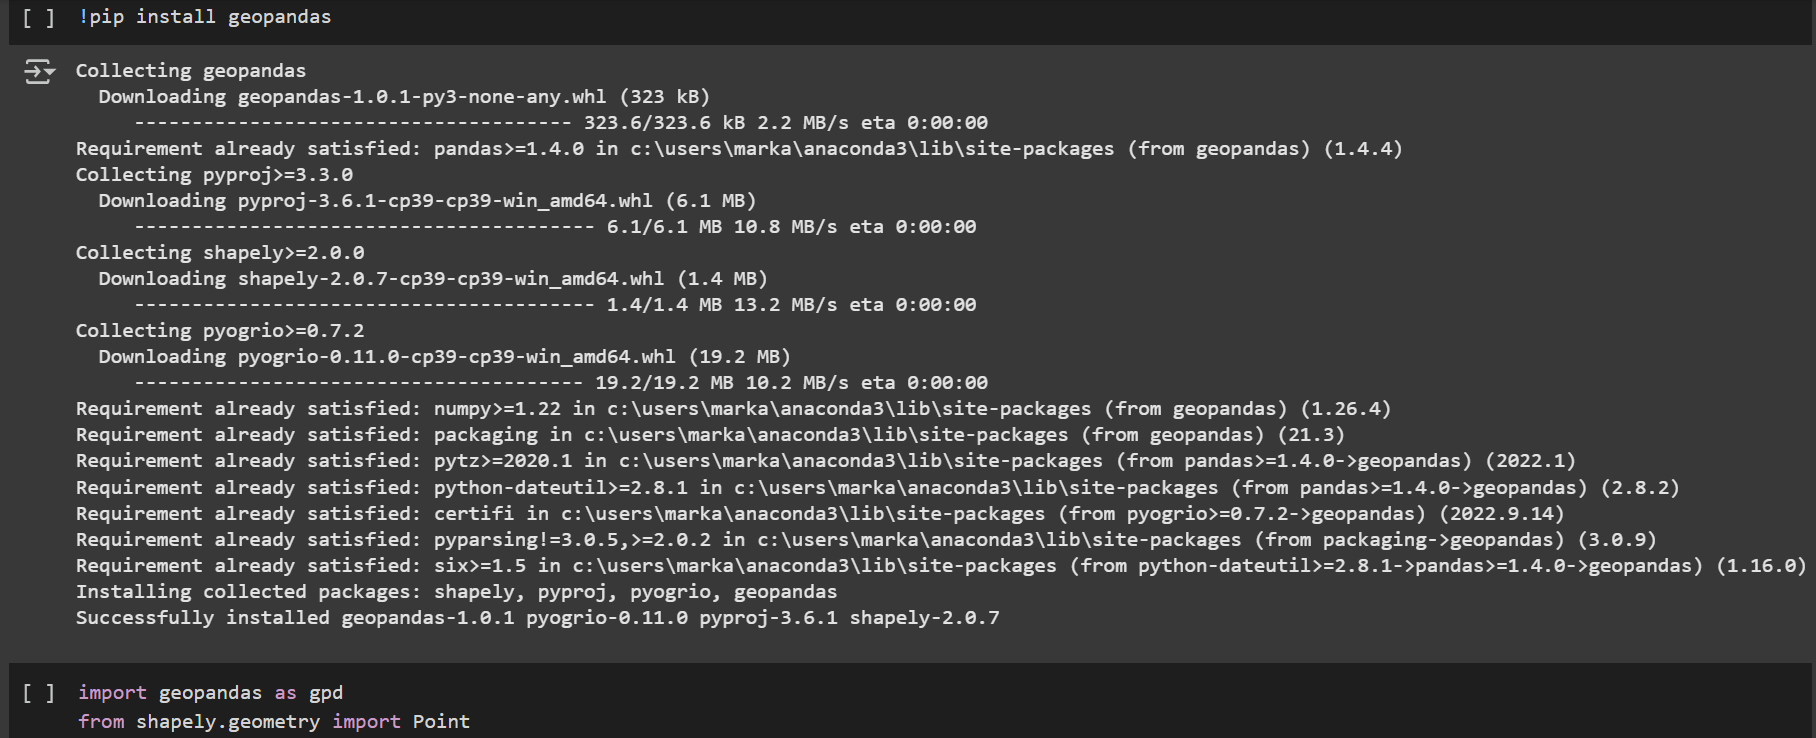 [ ] !pip install geopandas
Collecting geopandas
  Downloading geopandas-1.0.1-py3-none-any.whl (323 kB)
     -------------------------------------- 323.6/323.6 kB 2.2 MB/s eta 0:00:00
Requirement already satisfied: pandas>=1.4.0 in c:\users\marka\anaconda3\lib\site-packages (from geopandas) (1.4.4)
Collecting pyproj>=3.3.0
  Downloading pyproj-3.6.1-cp39-cp39-win_amd64.whl (6.1 MB)
     ---------------------------------------- 6.1/6.1 MB 10.8 MB/s eta 0:00:00
Collecting shapely>=2.0.0
  Downloading shapely-2.0.7-cp39-cp39-win_amd64.whl (1.4 MB)
     ---------------------------------------- 1.4/1.4 MB 13.2 MB/s eta 0:00:00
Collecting pyogrio>=0.7.2
  Downloading pyogrio-0.11.0-cp39-cp39-win_amd64.whl (19.2 MB)
     --------------------------------------- 19.2/19.2 MB 10.2 MB/s eta 0:00:00
Requirement already satisfied: numpy>=1.22 in c:\users\marka\anaconda3\lib\site-packages (from geopandas) (1.26.4)
Requirement already satisfied: packaging in c:\users\marka\anaconda3\lib\site-packages (from geopandas) (21.3)
Requirement already satisfied: pytz>=2020.1 in c:\users\marka\anaconda3\lib\site-packages (from pandas>=1.4.0->geopandas) (2022.1)
Requirement already satisfied: python-dateutil>=2.8.1 in c:\users\marka\anaconda3\lib\site-packages (from pandas>=1.4.0->geopandas) (2.8.2)
Requirement already satisfied: certifi in c:\users\marka\anaconda3\lib\site-packages (from pyogrio>=0.7.2->geopandas) (2022.9.14)
Requirement already satisfied: pyparsing!=3.0.5,>=2.0.2 in c:\users\marka\anaconda3\lib\site-packages (from packaging->geopandas) (3.0.9)
Requirement already satisfied: six>=1.5 in c:\users\marka\anaconda3\lib\site-packages (from python-dateutil>=2.8.1->pandas>=1.4.0->geopandas) (1.16.0)
Installing collected packages: shapely, pyproj, pyogrio, geopandas
Successfully installed geopandas-1.0.1 pyogrio-0.11.0 pyproj-3.6.1 shapely-2.0.7
[ ] import geopandas as gpd
from shapely.geometry import Point